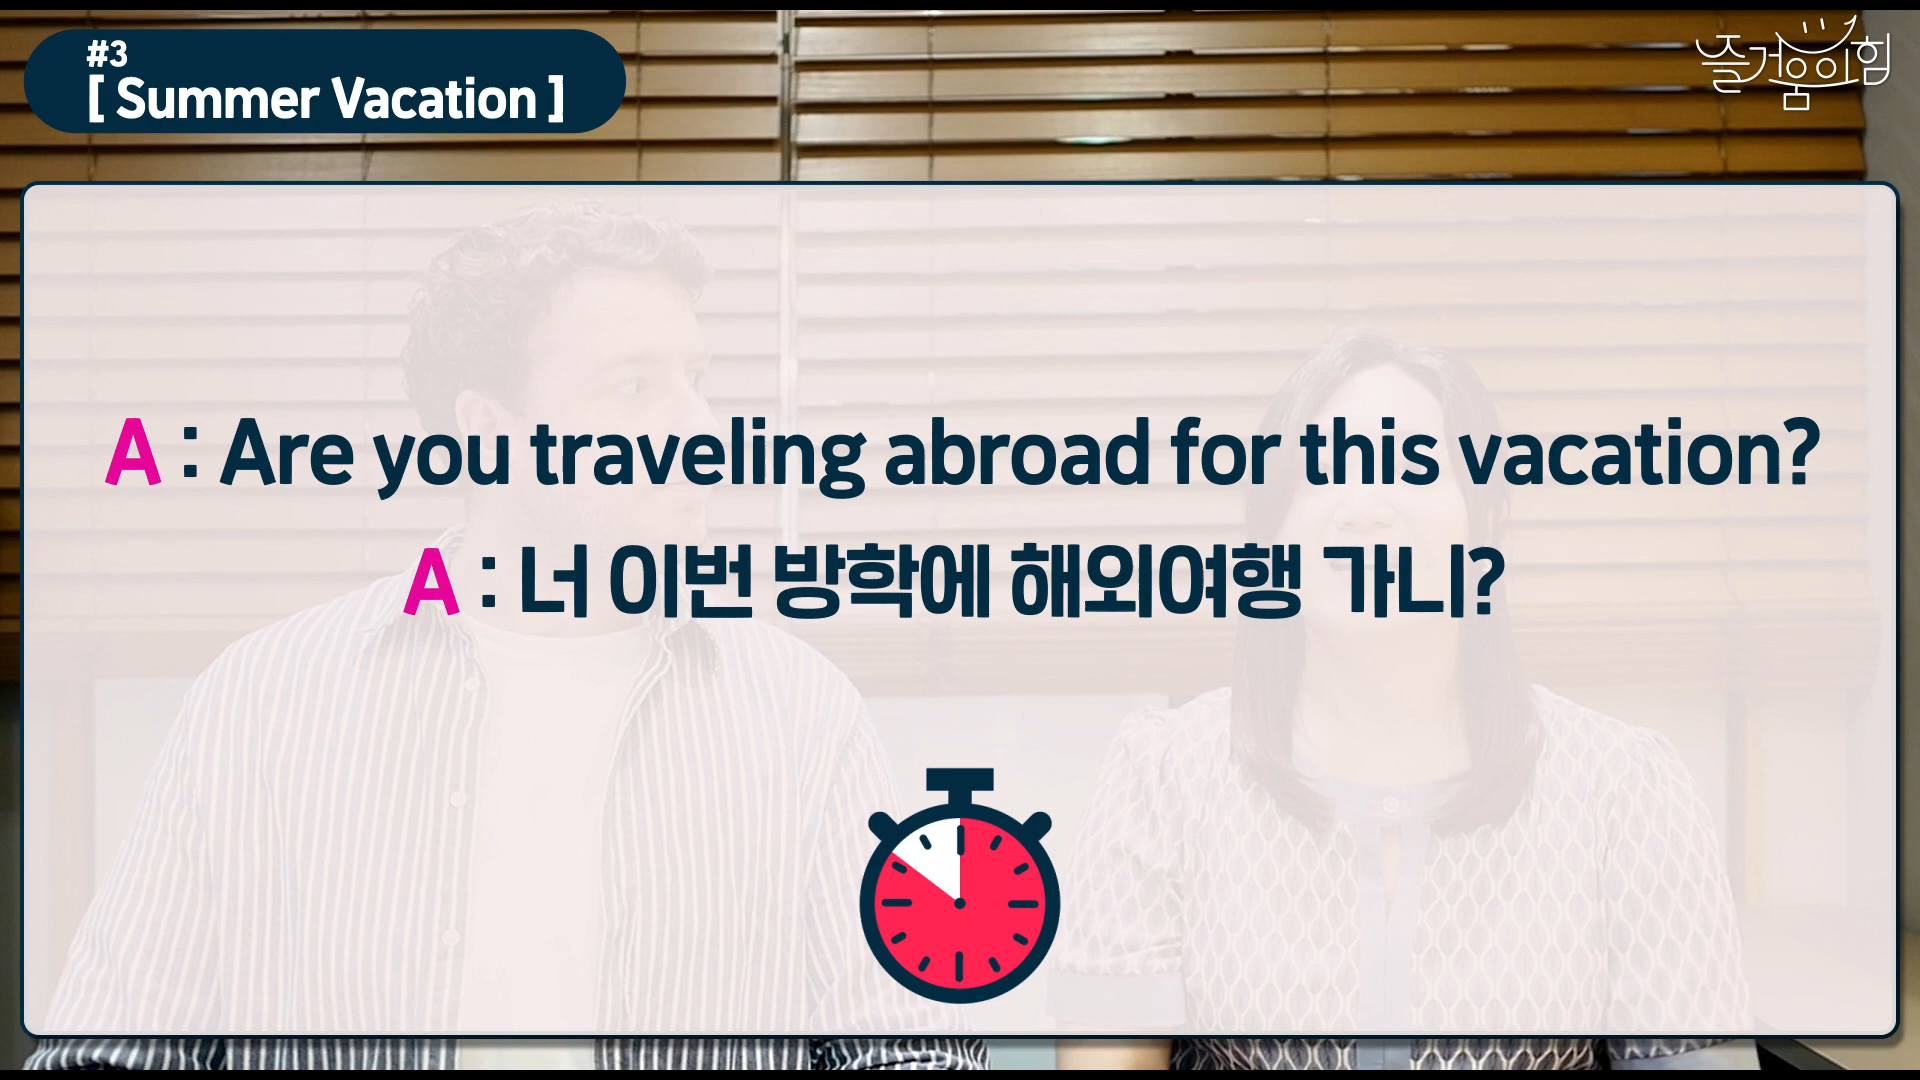 #3
[ Summer Vacation ]
즐거움의힘
A : Are you traveling abroad for this vacation?
A : 너 이번 방학에 해외여행 가니?